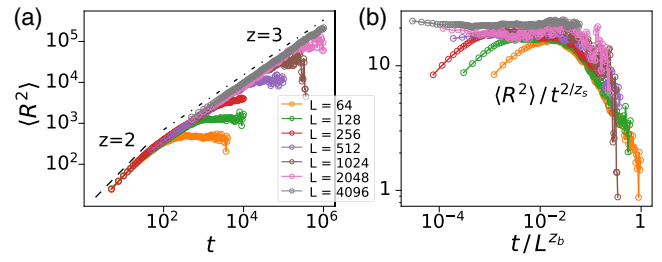 (a)
⟨R²⟩
10⁵
10⁴
10³
10²
z=2
z=3
10²
10⁴
10⁶
t
L = 64
L = 128
L = 256
L = 512
L = 1024
L = 2048
L = 4096
(b)
10
1
⟨R²⟩/t^{2/z_s}
10⁻⁴
10⁻²
1
t/L^{z_b}